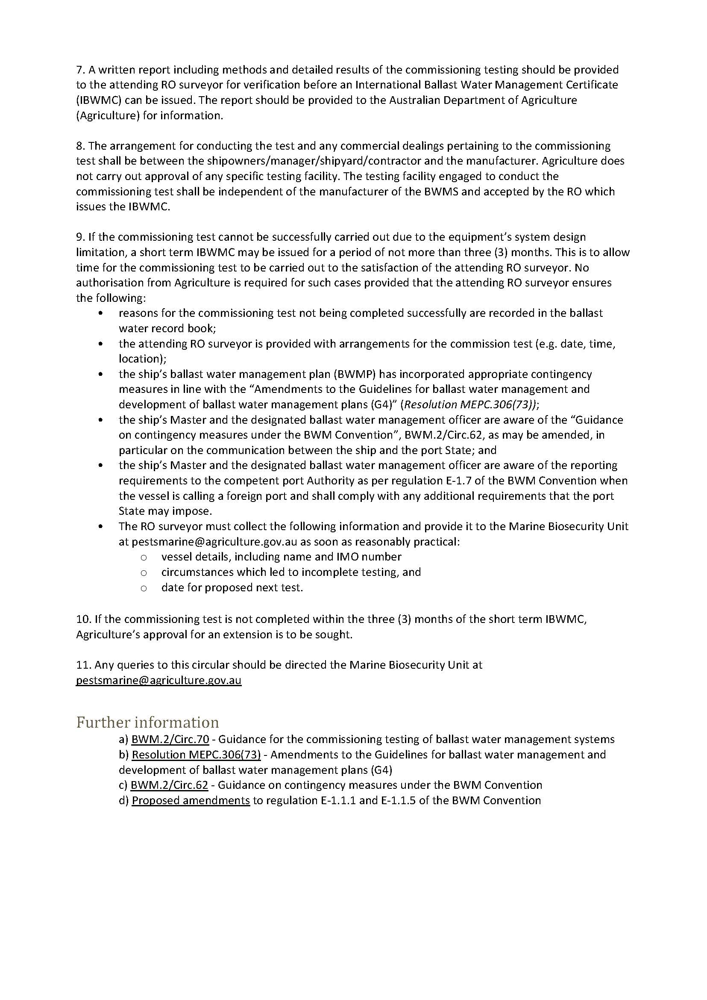 7. A written report including methods and detailed results of the commissioning testing should be provided
to the attending RO surveyor for verification before an International Ballast Water Management Certificate
(IBWMC) can be issued. The report should be provided to the Australian Department of Agriculture
(Agriculture) for information.
8. The arrangement for conducting the test and any commercial dealings pertaining to the commissioning
test shall be between the shipowners/manager/shipyard/contractor and the manufacturer. Agriculture does
not carry out approval of any specific testing facility. The testing facility engaged to conduct the
commissioning test shall be independent of the manufacturer of the BWMS and accepted by the RO which
issues the IBWMC.
9. If the commissioning test cannot be successfully carried out due to the equipment’s system design
limitation, a short term IBWMC may be issued for a period of not more than three (3) months. This is to allow
time for the commissioning test to be carried out to the satisfaction of the attending RO surveyor. No
authorisation from Agriculture is required for such cases provided that the attending RO surveyor ensures
the following:
• reasons for the commissioning test not being completed successfully are recorded in the ballast
water record book;
• the attending RO surveyor is provided with arrangements for the commission test (e.g. date, time,
location);
• the ship’s ballast water management plan (BWMP) has incorporated appropriate contingency
measures in line with the “Amendments to the Guidelines for ballast water management and
development of ballast water management plans (G4)” (Resolution MEPC.306(73));
• the ship’s Master and the designated ballast water management officer are aware of the “Guidance
on contingency measures under the BWM Convention”, BWM.2/Circ.62, as may be amended, in
particular on the communication between the ship and the port State; and
• the ship’s Master and the designated ballast water management officer are aware of the reporting
requirements to the competent port Authority as per regulation E-1.7 of the BWM Convention when
the vessel is calling a foreign port and shall comply with any additional requirements that the port
State may impose.
• The RO surveyor must collect the following information and provide it to the Marine Biosecurity Unit
at pestsmarine@agriculture.gov.au as soon as reasonably practical:
○ vessel details, including name and IMO number
○ circumstances which led to incomplete testing, and
○ date for proposed next test.
10. If the commissioning test is not completed within the three (3) months of the short term IBWMC,
Agriculture’s approval for an extension is to be sought.
11. Any queries to this circular should be directed the Marine Biosecurity Unit at
pestsmarine@agriculture.gov.au
Further information
a) BWM.2/Circ.70 - Guidance for the commissioning testing of ballast water management systems
b) Resolution MEPC.306(73) - Amendments to the Guidelines for ballast water management and
development of ballast water management plans (G4)
c) BWM.2/Circ.62 - Guidance on contingency measures under the BWM Convention
d) Proposed amendments to regulation E-1.1.1 and E-1.1.5 of the BWM Convention